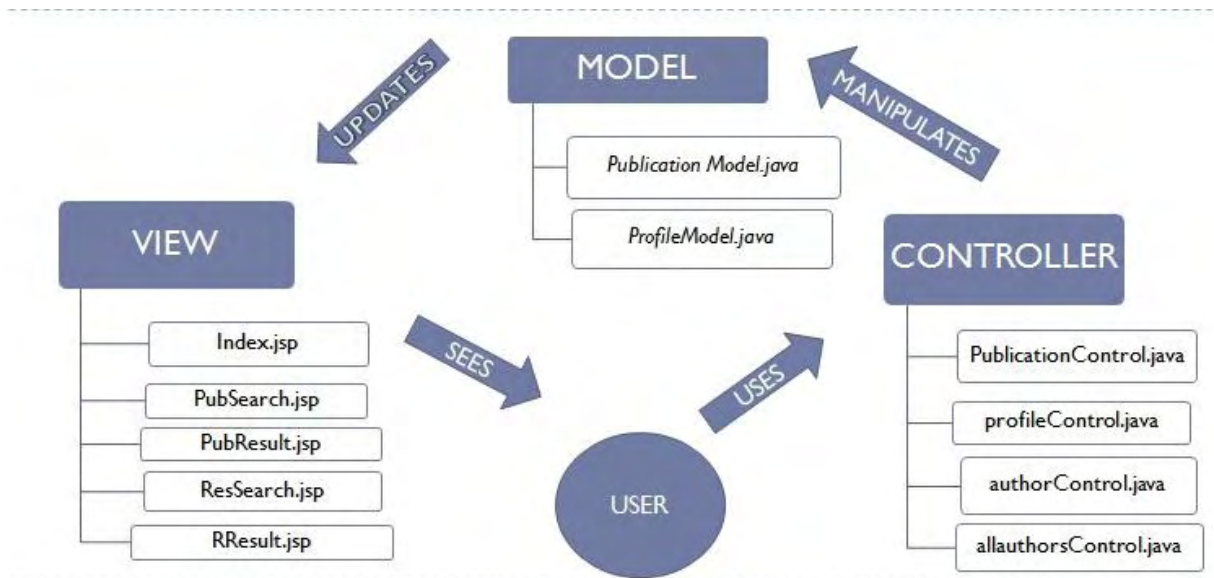 UPDATES
MODEL
MANIPULATES
Publication Model.java
ProfileModel.java
VIEW
CONTROLLER
Index.jsp
PubSearch.jsp
PubResult.jsp
ResSearch.jsp
RResult.jsp
SEES
USES
USER
PublicationControl.java
profileControl.java
authorControl.java
allauthorsControl.java